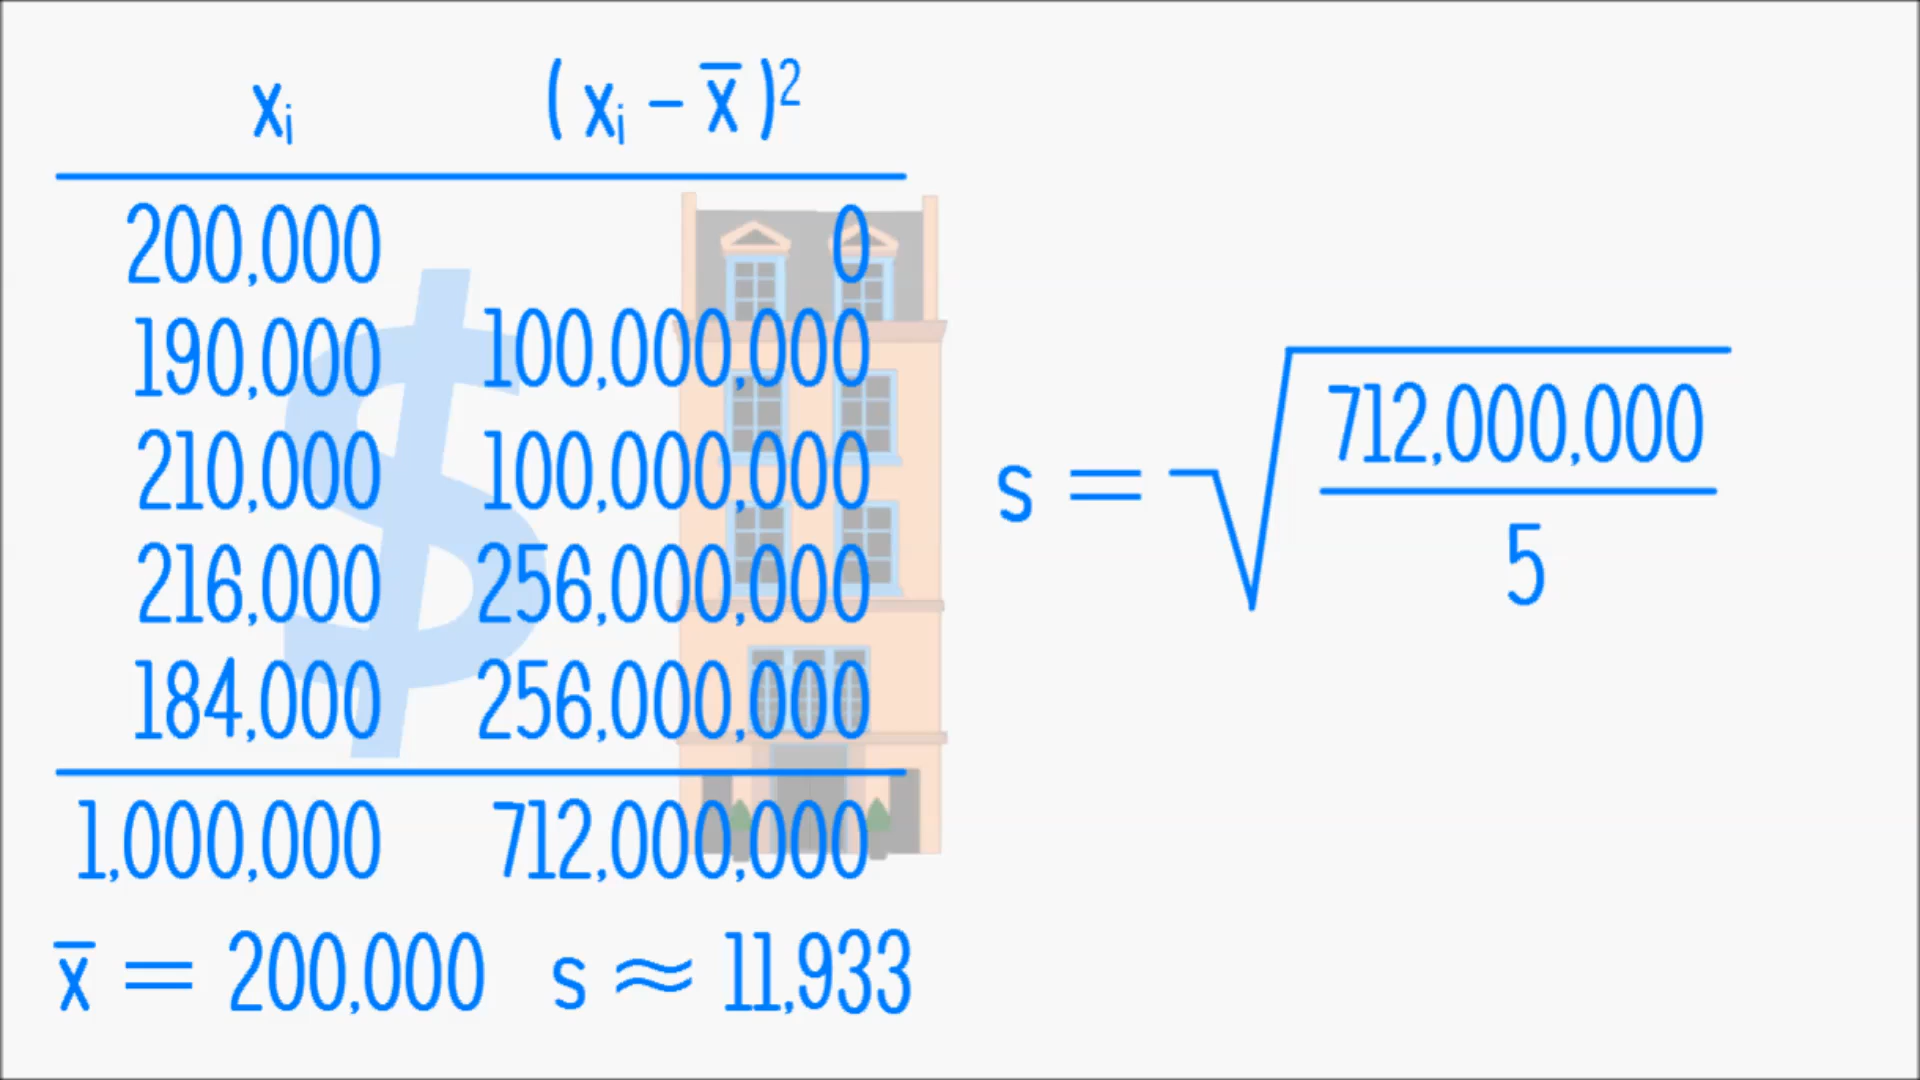 xᵢ (xᵢ − x̄)²
200,000 0
190,000 100,000,000
210,000 100,000,000
216,000 256,000,000
184,000 256,000,000
1,000,000 712,000,000
x̄ = 200,000 s ≈ 11,933
s = √(712,000,000 / 5)
$